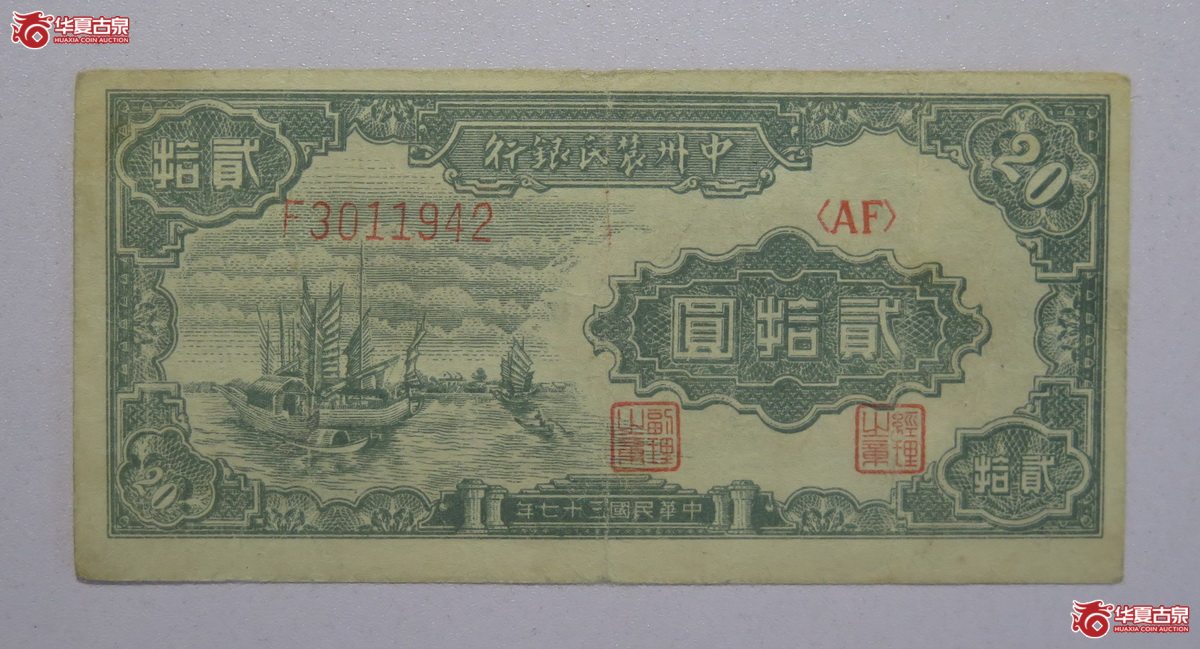 华夏古泉
HUAXIA COIN AUCTION
中州農民銀行
貳拾
20
F3011942
〈AF〉
貳拾圓
副理之章
經理之章
20
貳拾
中華民國三十七年
华夏古泉
HUAXIA COIN AUCTION